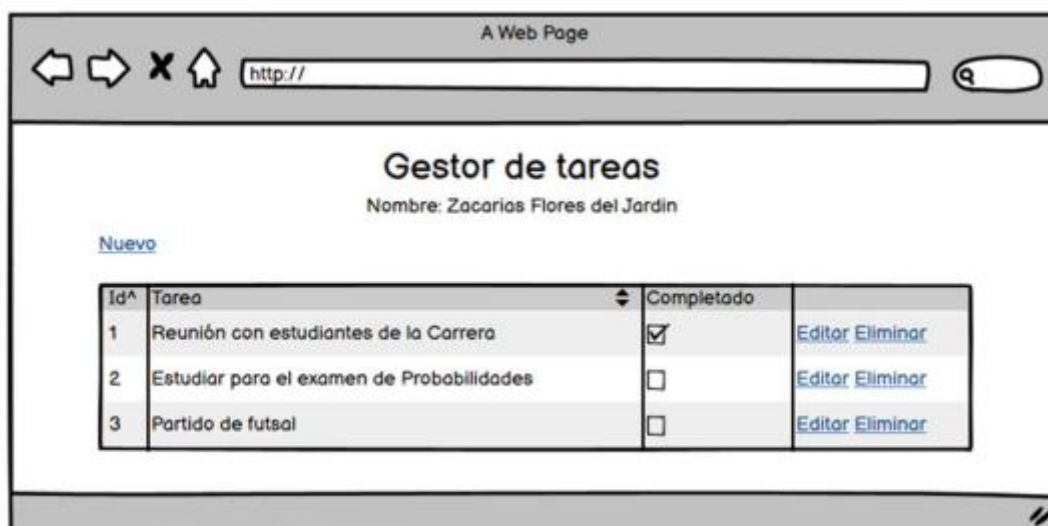 A Web Page
http://
Gestor de tareas
Nombre: Zacarias Flores del Jardin
Nuevo
Id^ Tarea Completado
1 Reunión con estudiantes de la Carrera Editar Eliminar
2 Estudiar para el examen de Probabilidades Editar Eliminar
3 Partido de futsal Editar Eliminar